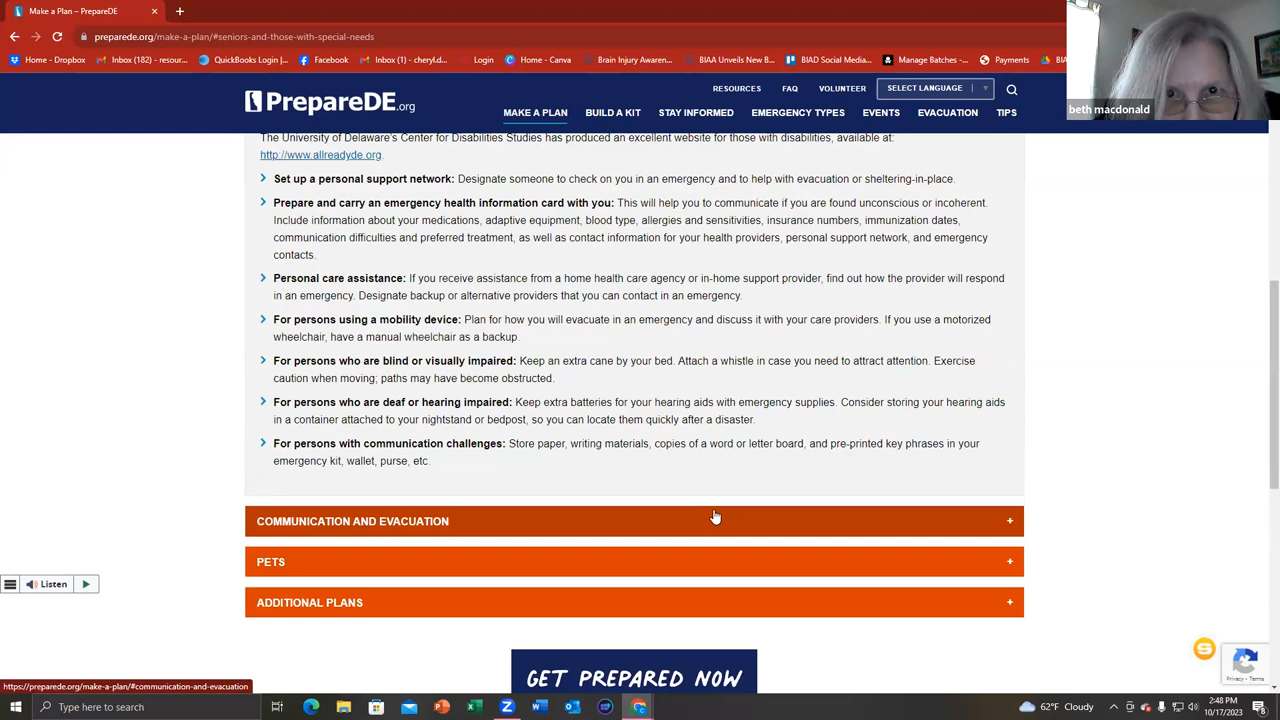 Make a Plan – PrepareDE
preparede.org/make-a-plan/#seniors-and-those-with-special-needs
Home - Dropbox
Inbox (182) - resour...
QuickBooks Login |...
Facebook
Inbox (1) - cheryl.d...
Login
Home - Canva
Brain Injury Awaren...
BIAA Unveils New B...
BIAD Social Media...
Manage Batches -...
Payments
beth macdonald
RESOURCES
FAQ
VOLUNTEER
SELECT LANGUAGE
PrepareDE.org
MAKE A PLAN
BUILD A KIT
STAY INFORMED
EMERGENCY TYPES
EVENTS
EVACUATION
TIPS
The University of Delaware's Center for Disabilities Studies has produced an excellent website for those with disabilities, available at:
http://www.allreadyde.org.
Set up a personal support network: Designate someone to check on you in an emergency and to help with evacuation or sheltering-in-place.
Prepare and carry an emergency health information card with you: This will help you to communicate if you are found unconscious or incoherent.
Include information about your medications, adaptive equipment, blood type, allergies and sensitivities, insurance numbers, immunization dates,
communication difficulties and preferred treatment, as well as contact information for your health providers, personal support network, and emergency
contacts.
Personal care assistance: If you receive assistance from a home health care agency or in-home support provider, find out how the provider will respond
in an emergency. Designate backup or alternative providers that you can contact in an emergency.
For persons using a mobility device: Plan for how you will evacuate in an emergency and discuss it with your care providers. If you use a motorized
wheelchair, have a manual wheelchair as a backup.
For persons who are blind or visually impaired: Keep an extra cane by your bed. Attach a whistle in case you need to attract attention. Exercise
caution when moving; paths may have become obstructed.
For persons who are deaf or hearing impaired: Keep extra batteries for your hearing aids with emergency supplies. Consider storing your hearing aids
in a container attached to your nightstand or bedpost, so you can locate them quickly after a disaster.
For persons with communication challenges: Store paper, writing materials, copies of a word or letter board, and pre-printed key phrases in your
emergency kit, wallet, purse, etc.
COMMUNICATION AND EVACUATION +
PETS +
Listen
ADDITIONAL PLANS +
GET PREPARED NOW
Privacy - Terms
https://preparede.org/make-a-plan/#communication-and-evacuation
Type here to search
62°F Cloudy
2:48 PM
10/17/2023